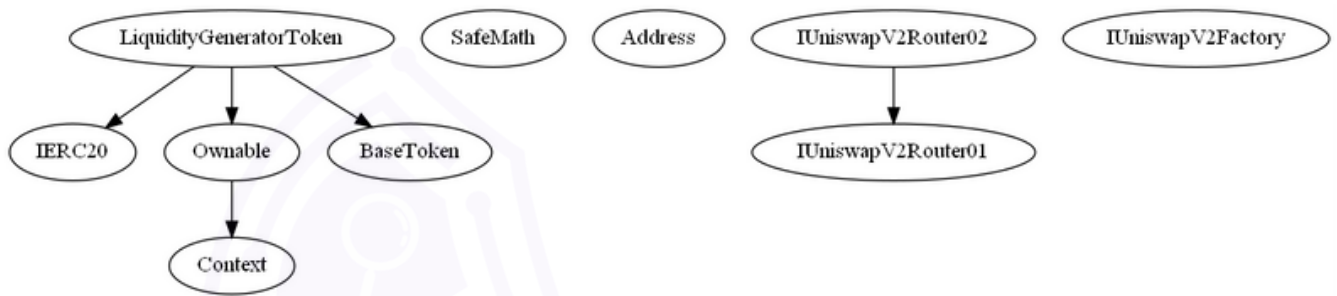 LiquidityGeneratorToken
SafeMath
Address
IUniswapV2Router02
IUniswapV2Factory
IERC20
Ownable
BaseToken
IUniswapV2Router01
Context